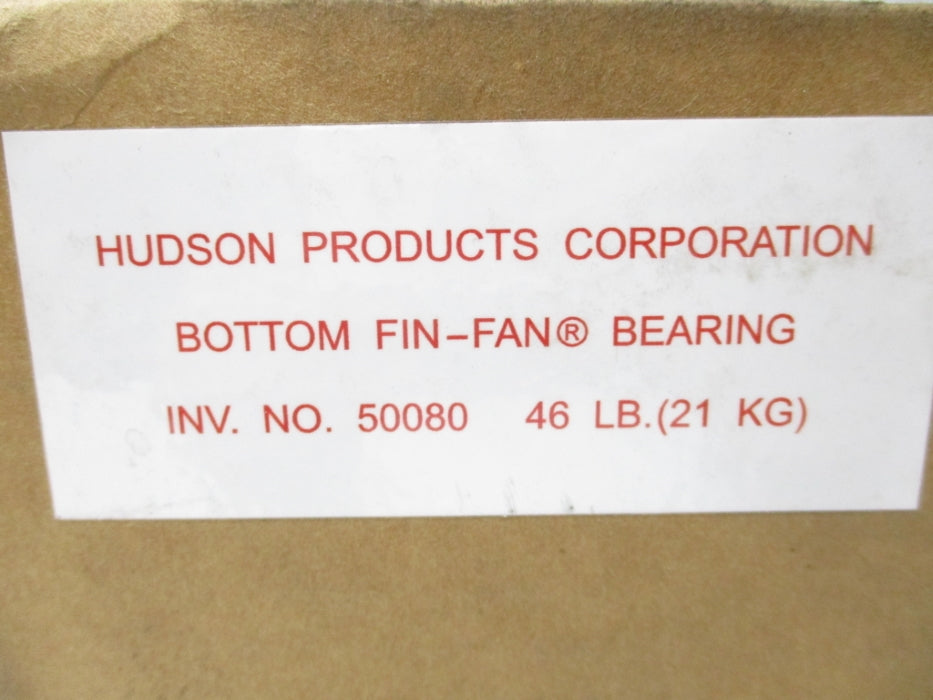 HUDSON PRODUCTS CORPORATION
BOTTOM FIN-FAN® BEARING
INV. NO. 50080 46 LB.(21 KG)